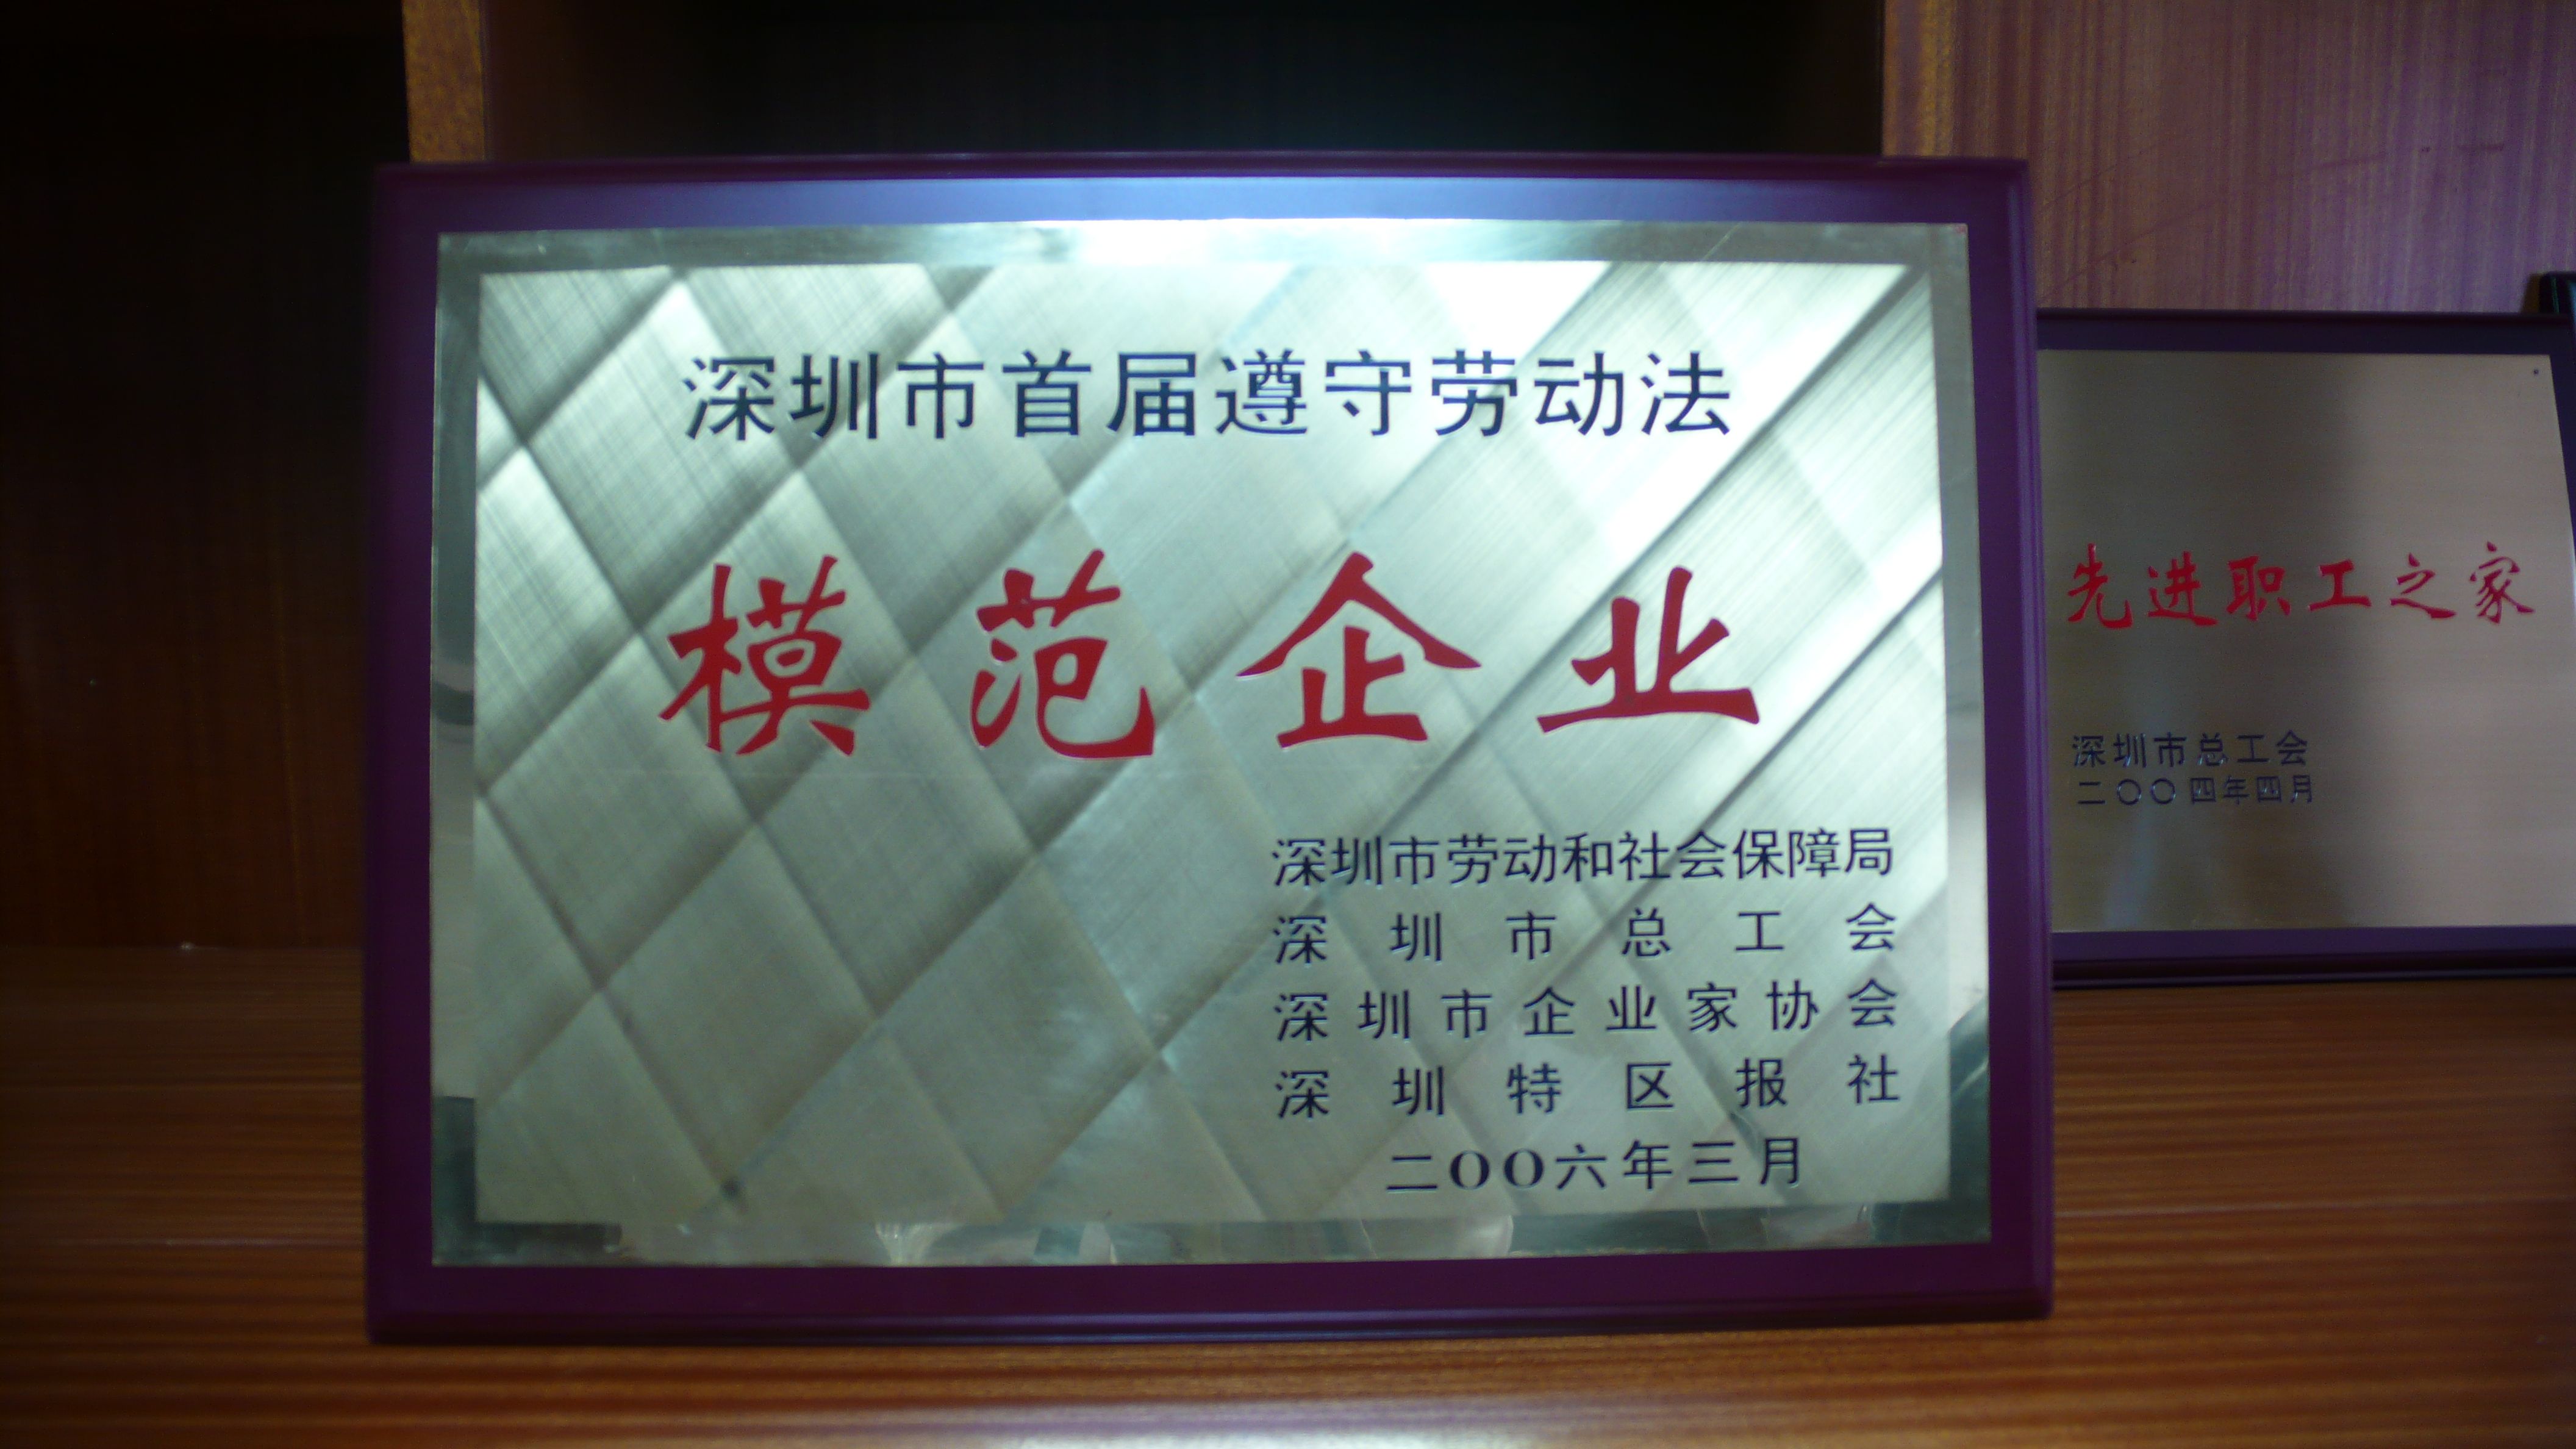 深圳市首届遵守劳动法
模范企业
深圳市劳动和社会保障局
深圳市总工会
深圳市企业家协会
深圳特区报社
二OO六年三月
先进职工之家
深圳市总工会
二〇〇四年四月